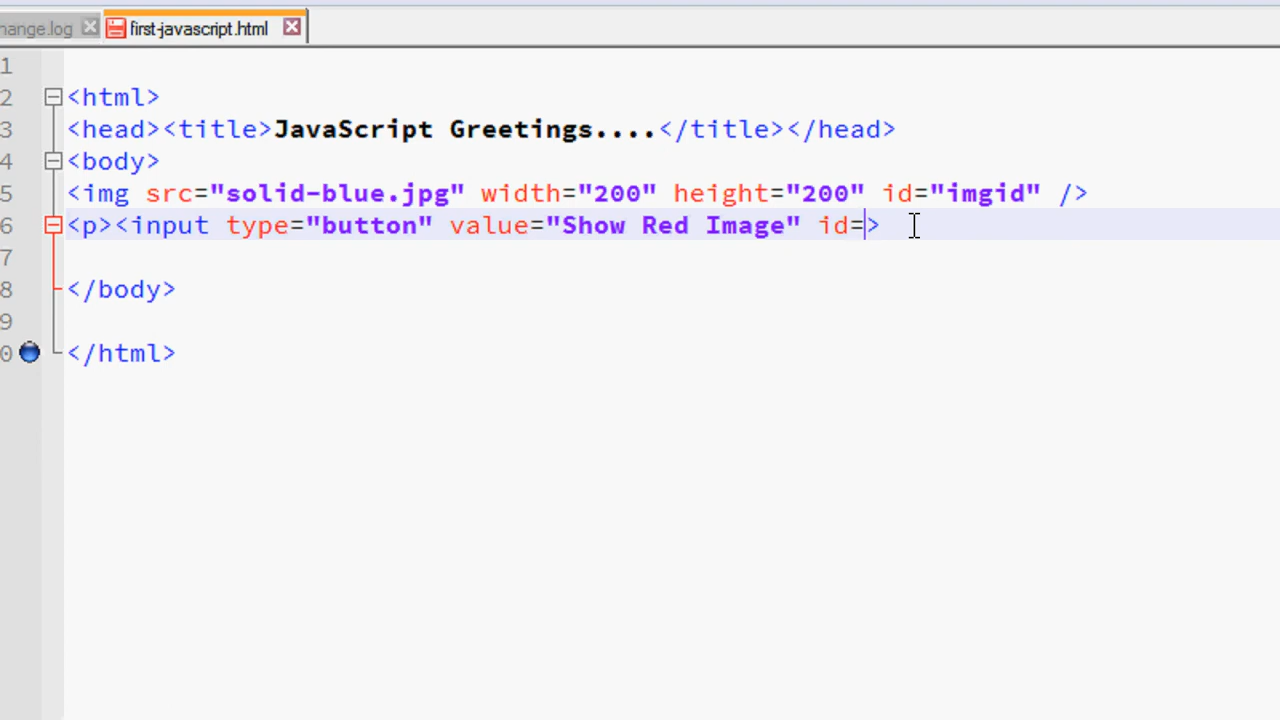 hange.log first-javascript.html
1
2 <html>
3 <head><title>JavaScript Greetings....</title></head>
4 <body>
5 <img src="solid-blue.jpg" width="200" height="200" id="imgid" />
6 <p><input type="button" value="Show Red Image" id=>
7
8 </body>
9
0 </html>